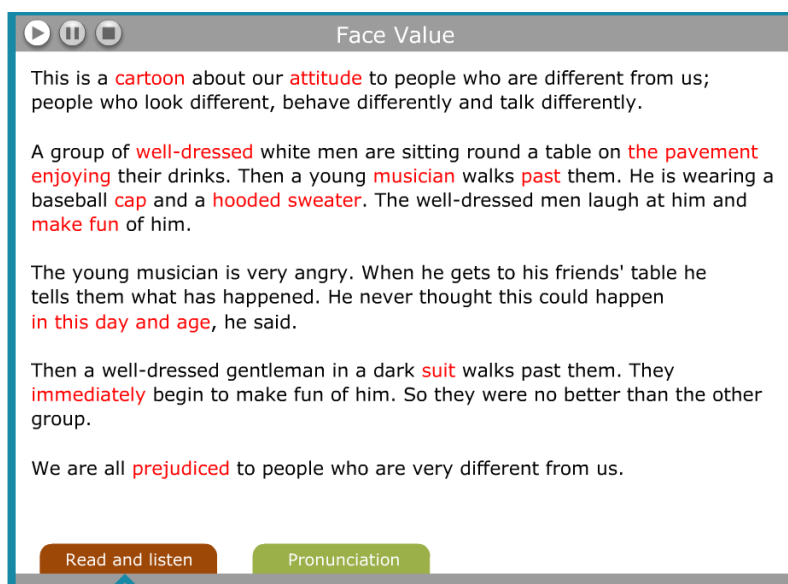 Face Value
This is a cartoon about our attitude to people who are different from us;
people who look different, behave differently and talk differently.
A group of well-dressed white men are sitting round a table on the pavement
enjoying their drinks. Then a young musician walks past them. He is wearing a
baseball cap and a hooded sweater. The well-dressed men laugh at him and
make fun of him.
The young musician is very angry. When he gets to his friends' table he
tells them what has happened. He never thought this could happen
in this day and age, he said.
Then a well-dressed gentleman in a dark suit walks past them. They
immediately begin to make fun of him. So they were no better than the other
group.
We are all prejudiced to people who are very different from us.
Read and listen
Pronunciation